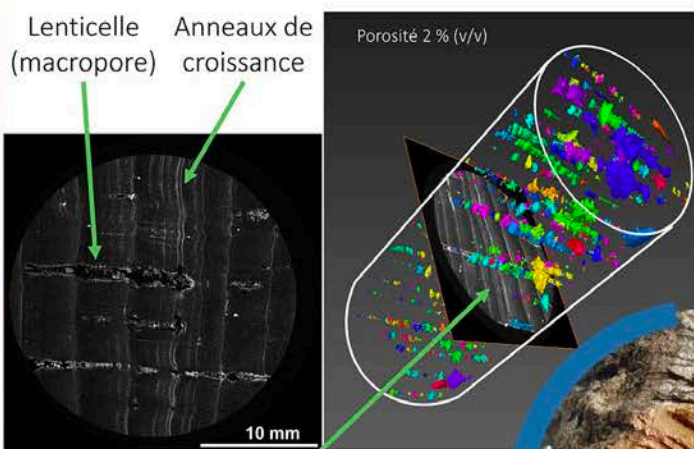 Lenticelle
(macropore)
Anneaux de
croissance
Porosité 2 % (v/v)
10 mm